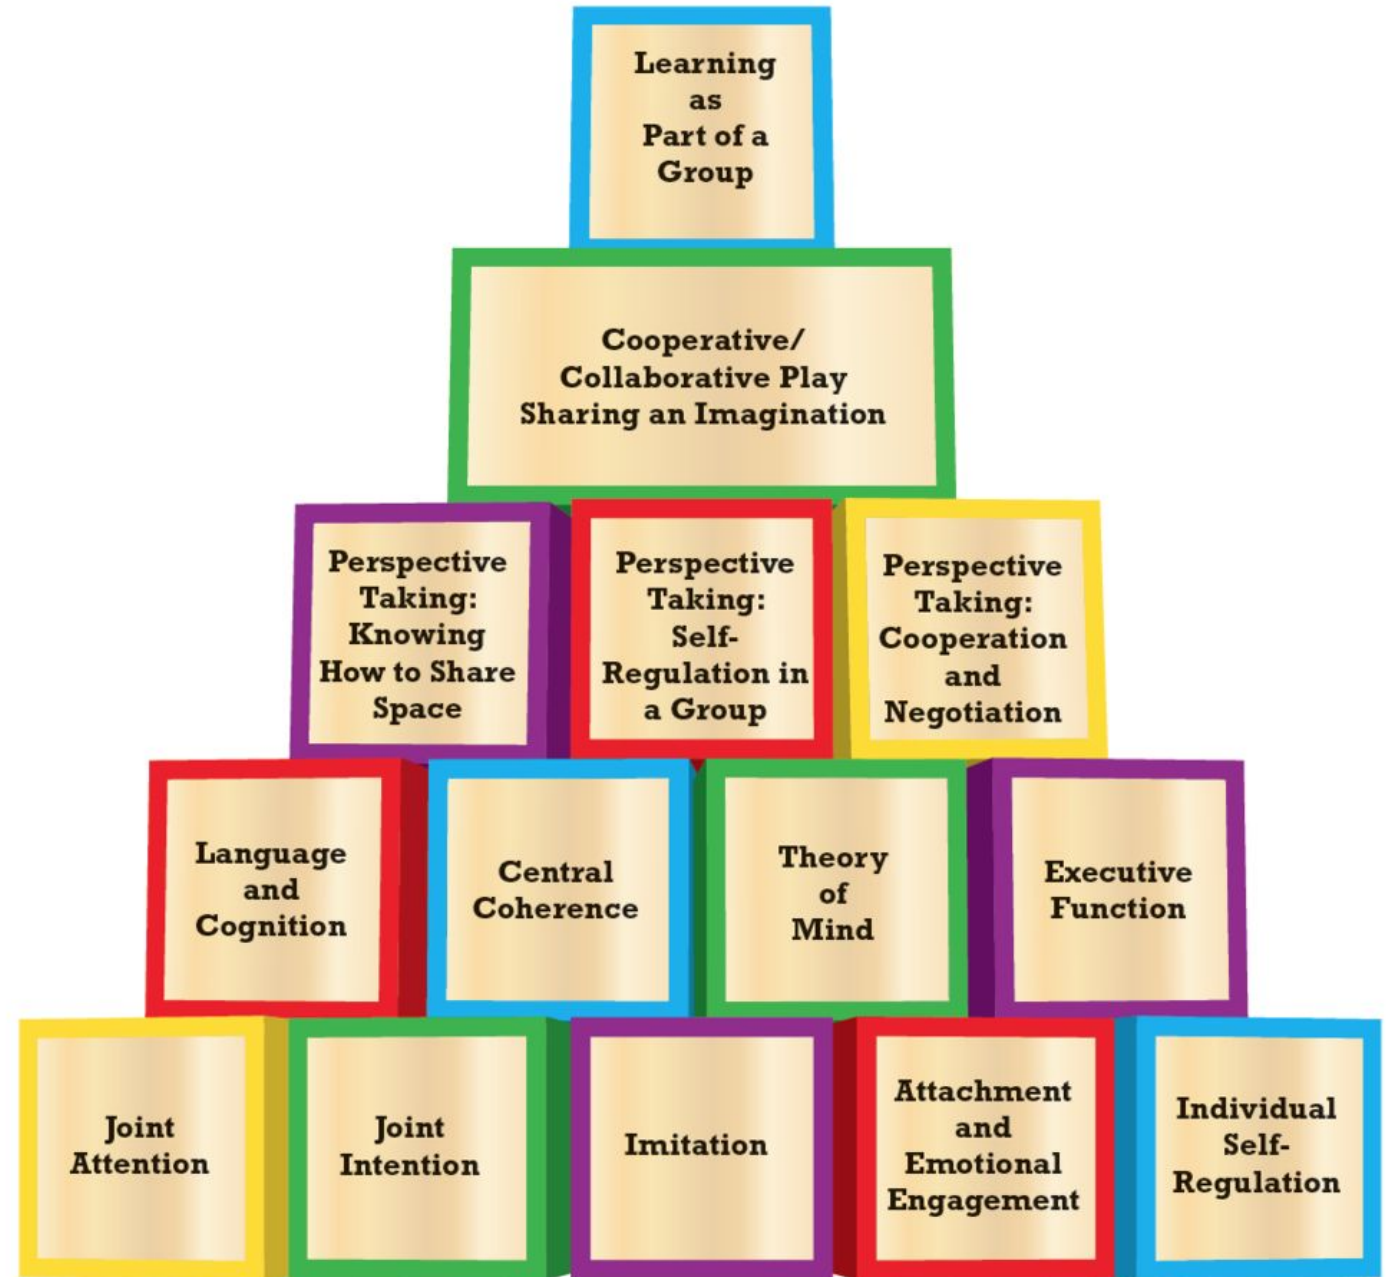 Learning
as
Part of a
Group
Cooperative/
Collaborative Play
Sharing an Imagination
Perspective
Taking:
Knowing
How to Share
Space
Perspective
Taking:
Self-
Regulation in
a Group
Perspective
Taking:
Cooperation
and
Negotiation
Language
and
Cognition
Central
Coherence
Theory
of
Mind
Executive
Function
Joint
Attention
Joint
Intention
Imitation
Attachment
and
Emotional
Engagement
Individual
Self-
Regulation